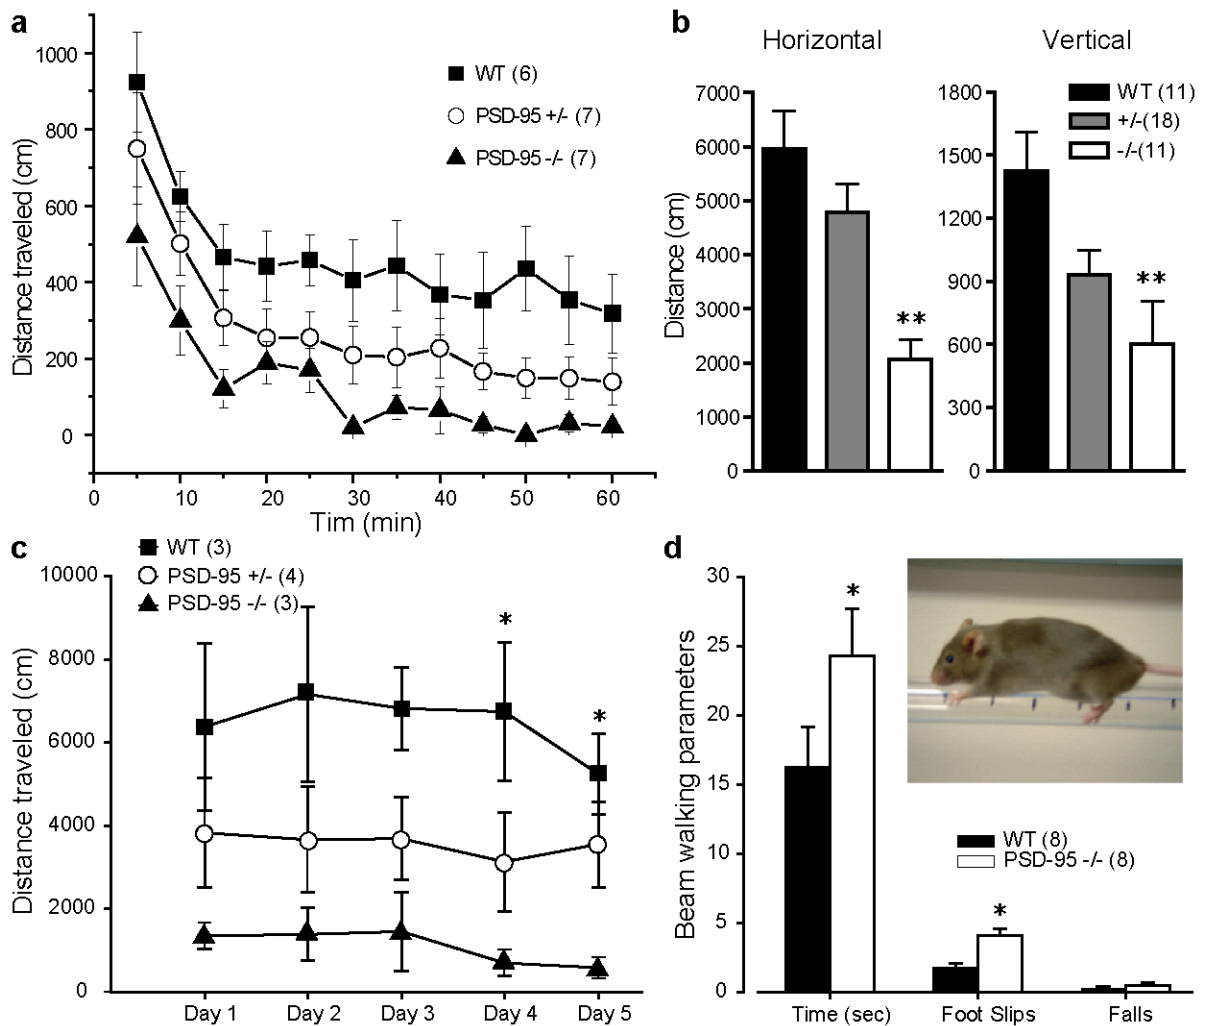 a
Distance traveled (cm)
1000
800
600
400
200
0
0 10 20 30 40 50 60
Tim (min)
WT (6)
PSD-95 +/- (7)
PSD-95 -/- (7)
b
Horizontal
Vertical
Distance (cm)
7000
6000
5000
4000
3000
2000
1000
0
**
1800
1500
1200
900
600
300
0
**
WT (11)
+/-(18)
-/-(11)
c
WT (3)
PSD-95 +/- (4)
PSD-95 -/- (3)
Distance traveled (cm)
10000
8000
6000
4000
2000
0
*
*
Day 1 Day 2 Day 3 Day 4 Day 5
d
Beam walking parameters
30
25
20
15
10
5
0
*
*
WT (8)
PSD-95 -/- (8)
Time (sec) Foot Slips Falls